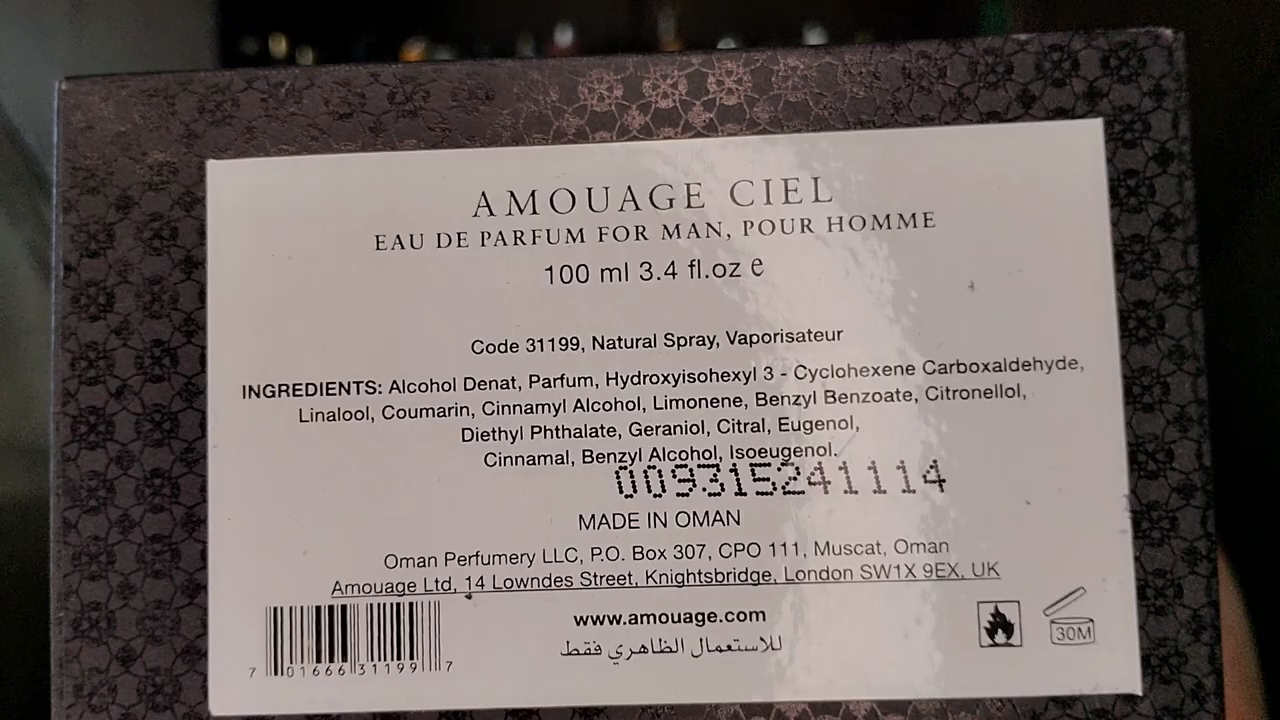 AMOUAGE CIEL
EAU DE PARFUM FOR MAN, POUR HOMME
100 ml 3.4 fl.oz e
Code 31199, Natural Spray, Vaporisateur
INGREDIENTS: Alcohol Denat, Parfum, Hydroxyisohexyl 3 - Cyclohexene Carboxaldehyde,
Linalool, Coumarin, Cinnamyl Alcohol, Limonene, Benzyl Benzoate, Citronellol,
Diethyl Phthalate, Geraniol, Citral, Eugenol,
Cinnamal, Benzyl Alcohol, Isoeugenol.
009315241114
MADE IN OMAN
Oman Perfumery LLC, P.O. Box 307, CPO 111, Muscat, Oman
Amouage Ltd, 14 Lowndes Street, Knightsbridge, London SW1X 9EX, UK
www.amouage.com
للاستعمال الظاهري فقط
7 01666 31199 7
30M